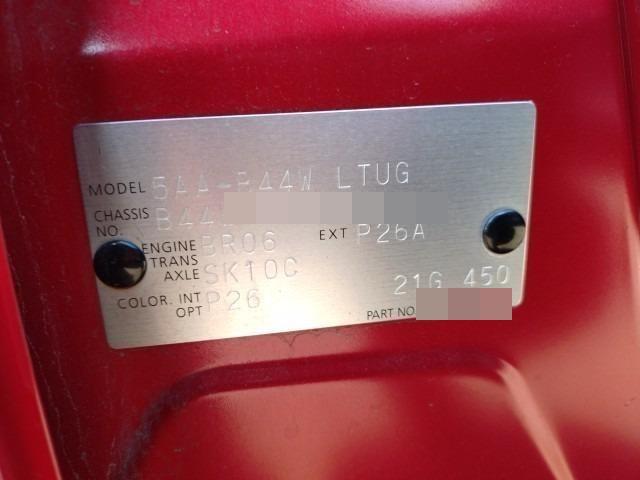 MODEL 5AA-B44W LTUG
CHASSIS NO. B44
ENGINE BR06 EXT P26A
TRANS AXLE SK10C
COLOR. INT P26 21G 450
OPT PART NO.